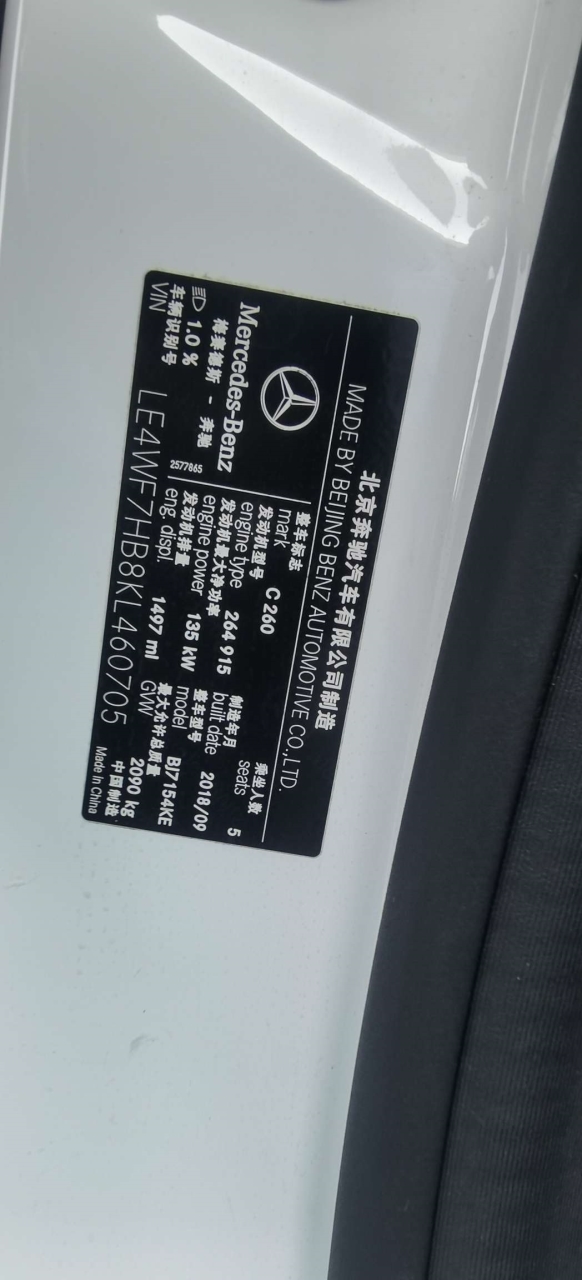 北京奔驰汽车有限公司制造
MADE BY BEIJING BENZ AUTOMOTIVE CO.,LTD.
Mercedes-Benz
梅赛德斯 - 奔驰
2577865
1.0 %
整车标志
mark C 260
乘坐人数
seats 5
发动机型号
engine type 264 915
制造年月
built date 2018/09
发动机最大净功率
engine power 135 kW
整车型号
model BJ7154KE
发动机排量
eng. displ. 1497 ml
最大允许总质量
GVW 2090 kg
车辆识别号
VIN LE4WF7HB8KL460705
中国制造
Made In China